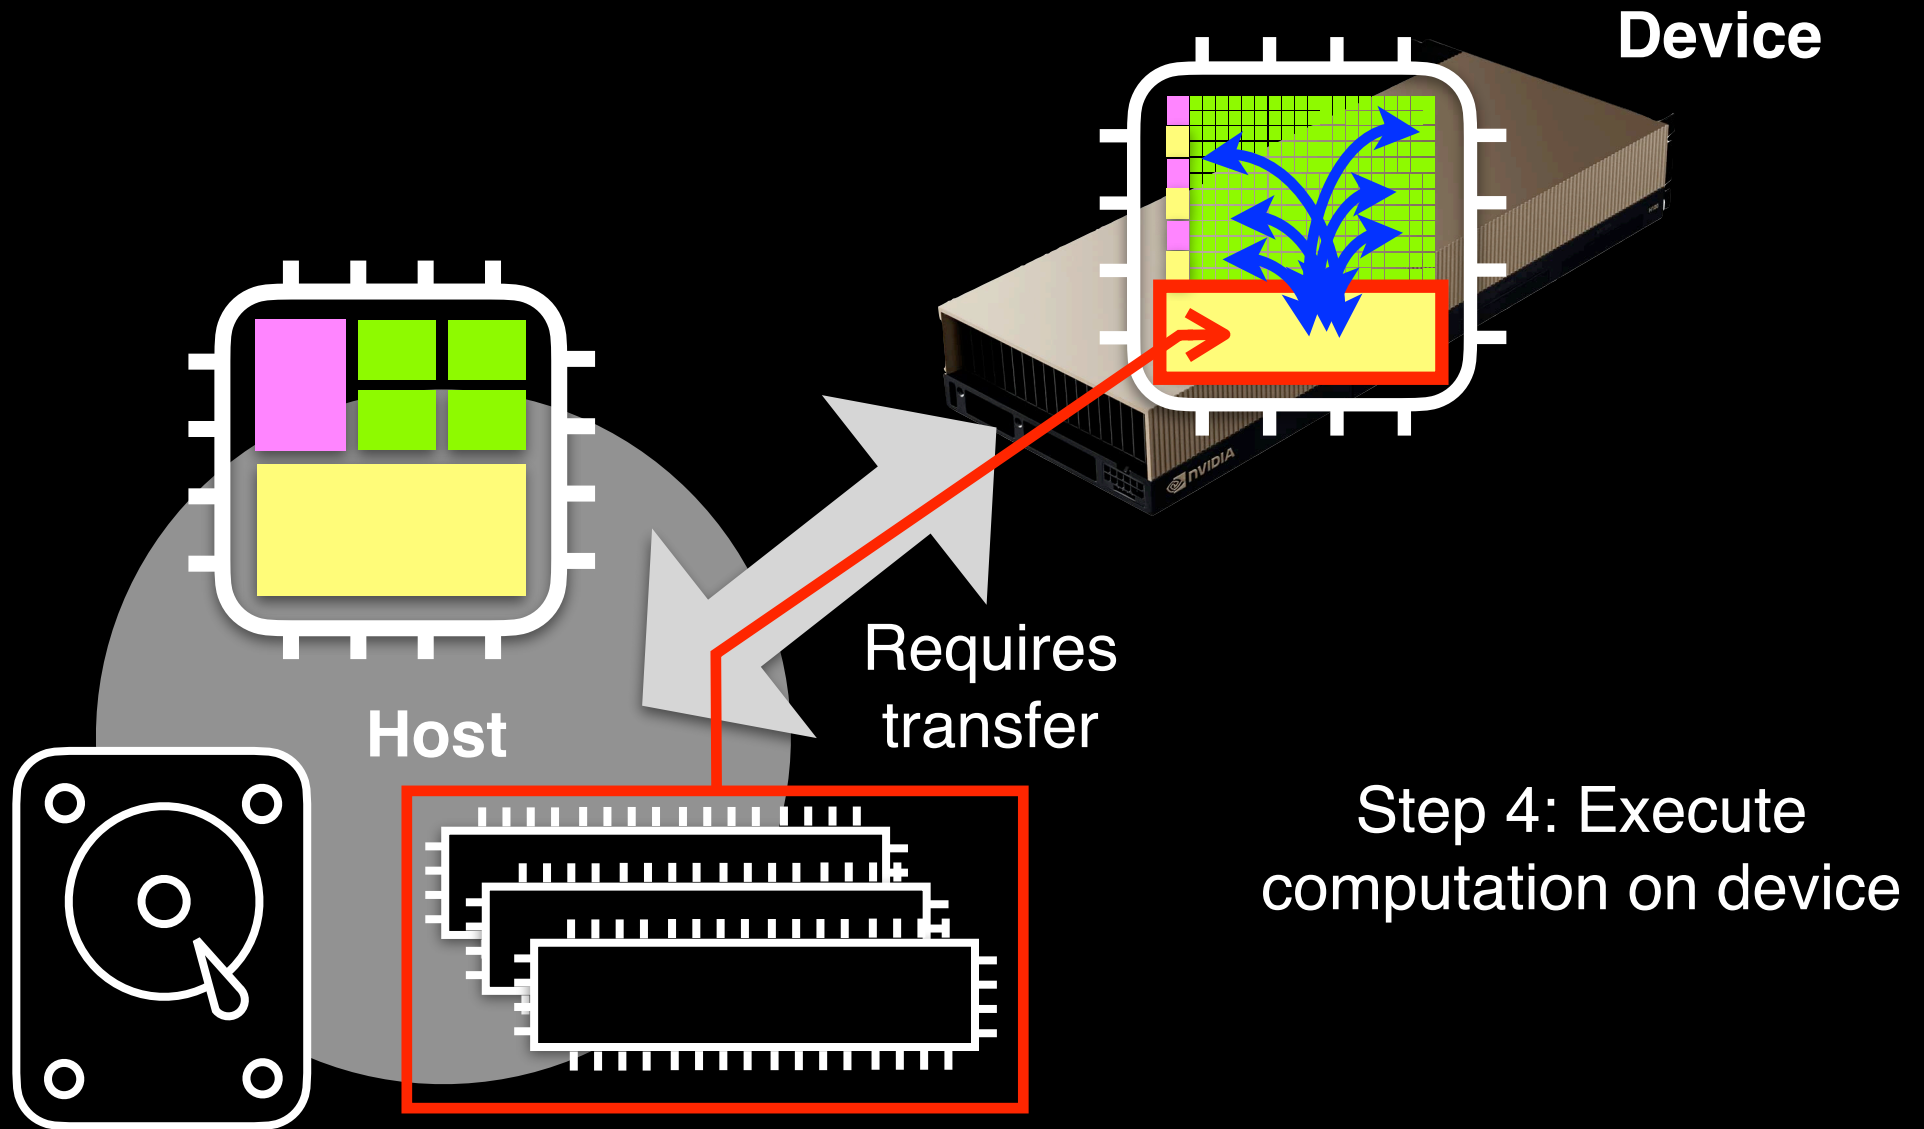 Device
NVIDIA
Requires
transfer
Host
Step 4: Execute
computation on device